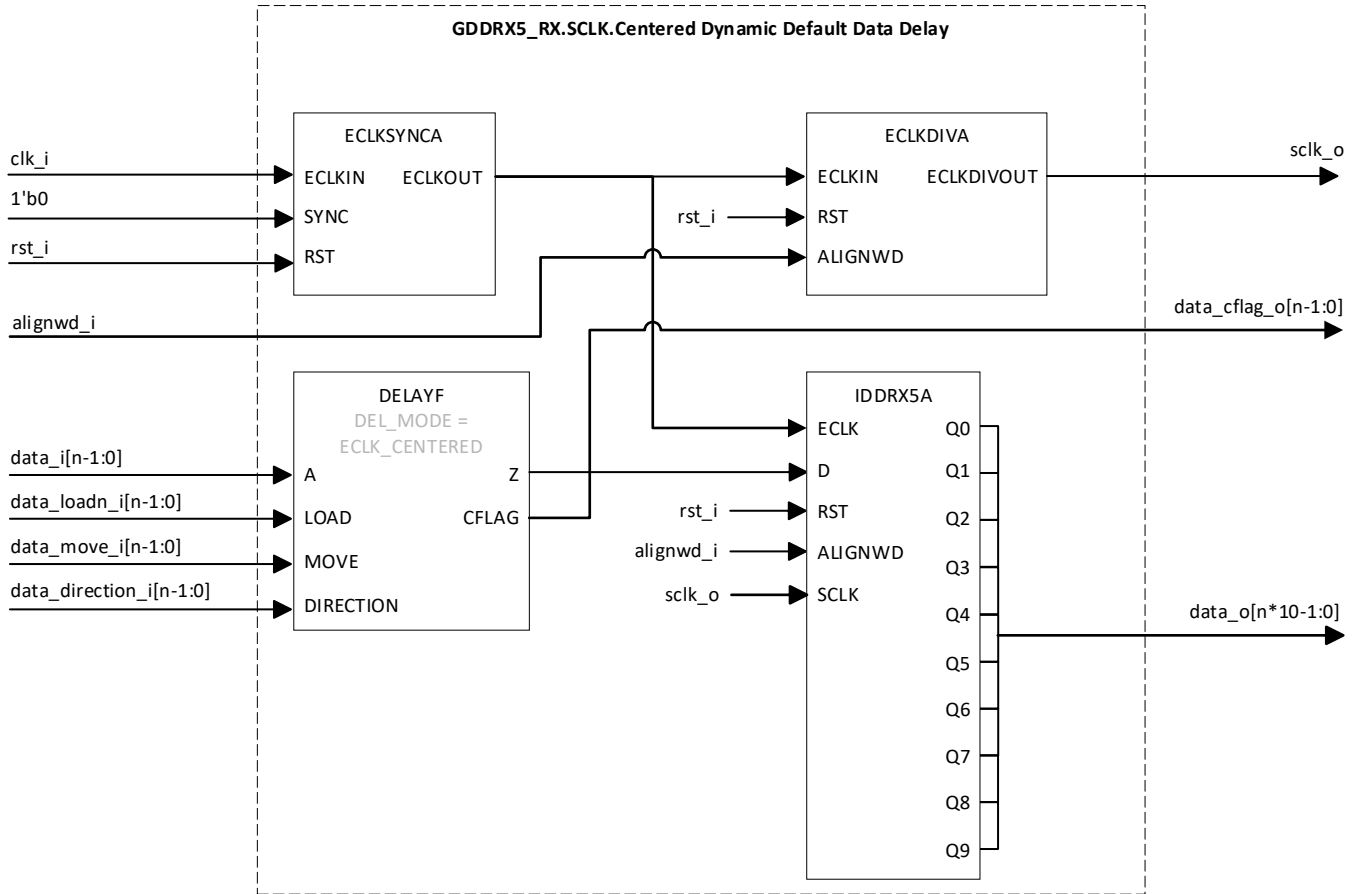 GDDRX5_RX.SCLK.Centered Dynamic Default Data Delay
ECLKSYNCA
ECLKDIVA
clk_i
ECLKIN
ECLKOUT
ECLKIN
ECLKDIVOUT
sclk_o
1'b0
SYNC
rst_i
RST
rst_i
RST
ALIGNWD
alignwd_i
data_cflag_o[n-1:0]
DELAYF
DEL_MODE =
ECLK_CENTERED
IDDRX5A
data_i[n-1:0]
A
Z
data_loadn_i[n-1:0]
LOAD
CFLAG
data_move_i[n-1:0]
MOVE
data_direction_i[n-1:0]
DIRECTION
ECLK
D
rst_i
RST
alignwd_i
ALIGNWD
sclk_o
SCLK
Q0
Q1
Q2
Q3
Q4
Q5
Q6
Q7
Q8
Q9
data_o[n*10-1:0]